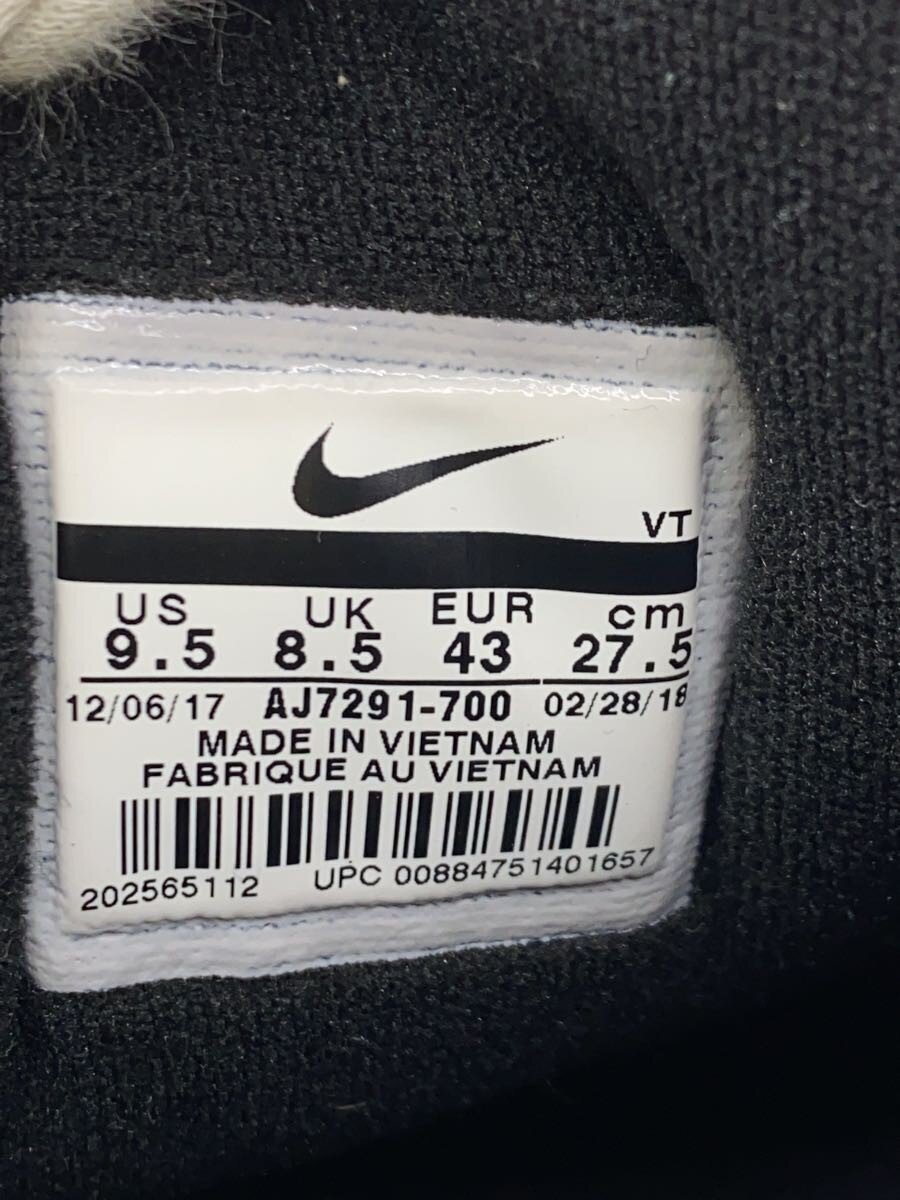 VT
US UK EUR cm
9.5 8.5 43 27.5
12/06/17 AJ7291-700 02/28/18
MADE IN VIETNAM
FABRIQUE AU VIETNAM
202565112 UPC 00884751401657